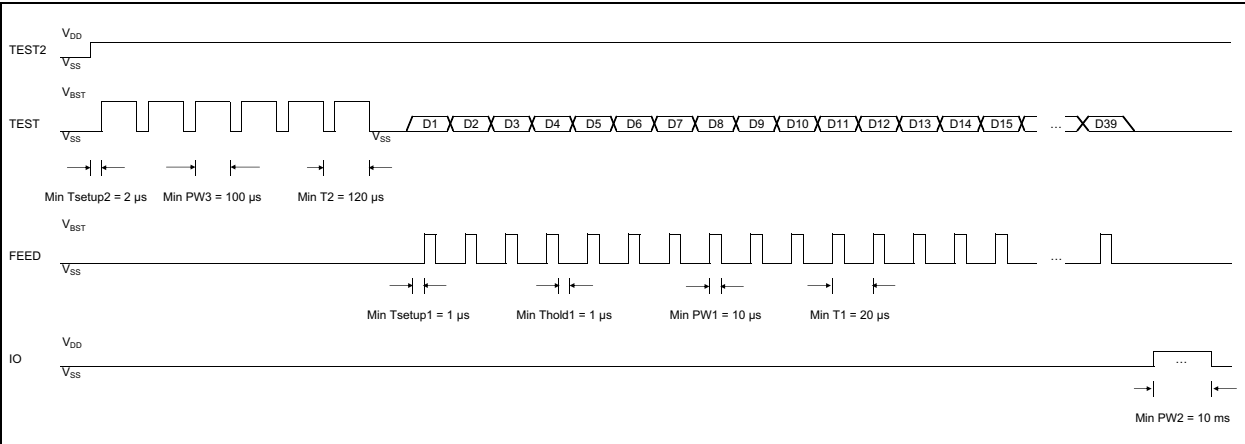 VDD
TEST2
VSS
VBST
TEST
VSS
VSS
D1 D2 D3 D4 D5 D6 D7 D8 D9 D10 D11 D12 D13 D14 D15 ... D39
Min Tsetup2 = 2 µs Min PW3 = 100 µs Min T2 = 120 µs
VBST
FEED
VSS
...
Min Tsetup1 = 1 µs Min Thold1 = 1 µs Min PW1 = 10 µs Min T1 = 20 µs
VDD
IO
VSS
...
Min PW2 = 10 ms